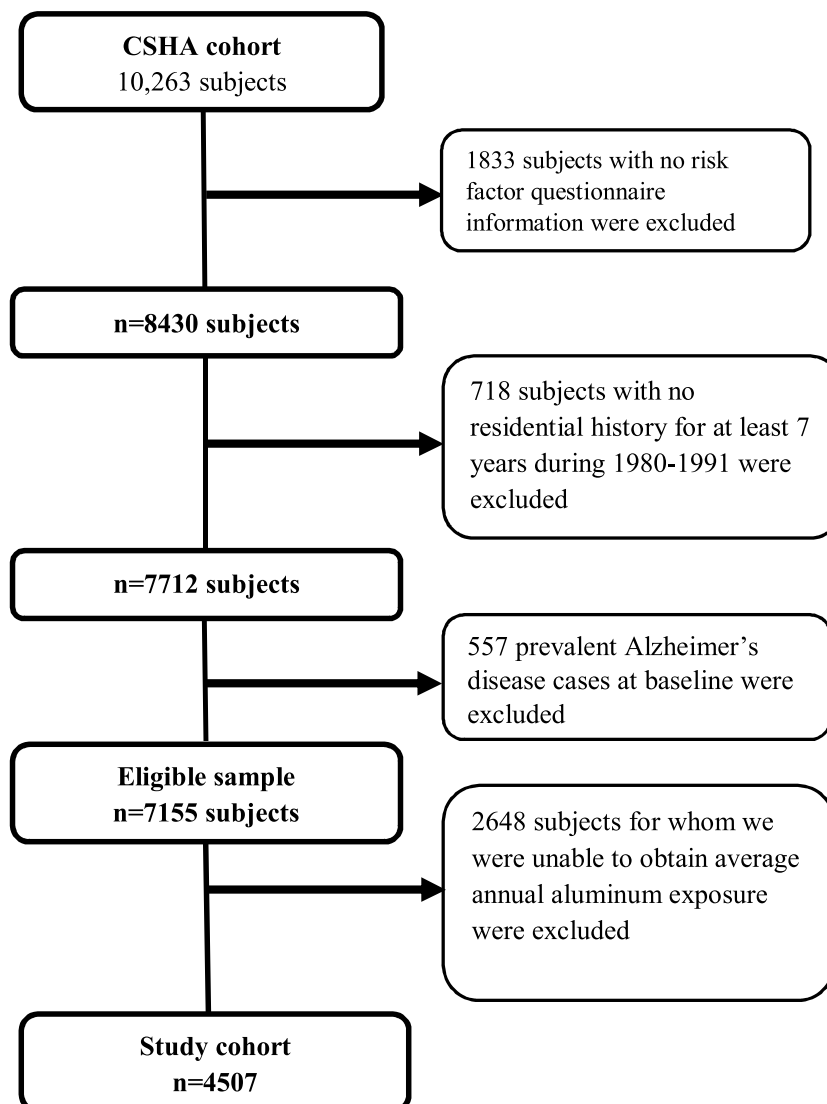 CSHA cohort
10,263 subjects
1833 subjects with no risk
factor questionnaire
information were excluded
n=8430 subjects
718 subjects with no
residential history for at least 7
years during 1980-1991 were
excluded
n=7712 subjects
557 prevalent Alzheimer’s
disease cases at baseline were
excluded
Eligible sample
n=7155 subjects
2648 subjects for whom we
were unable to obtain average
annual aluminum exposure
were excluded
Study cohort
n=4507